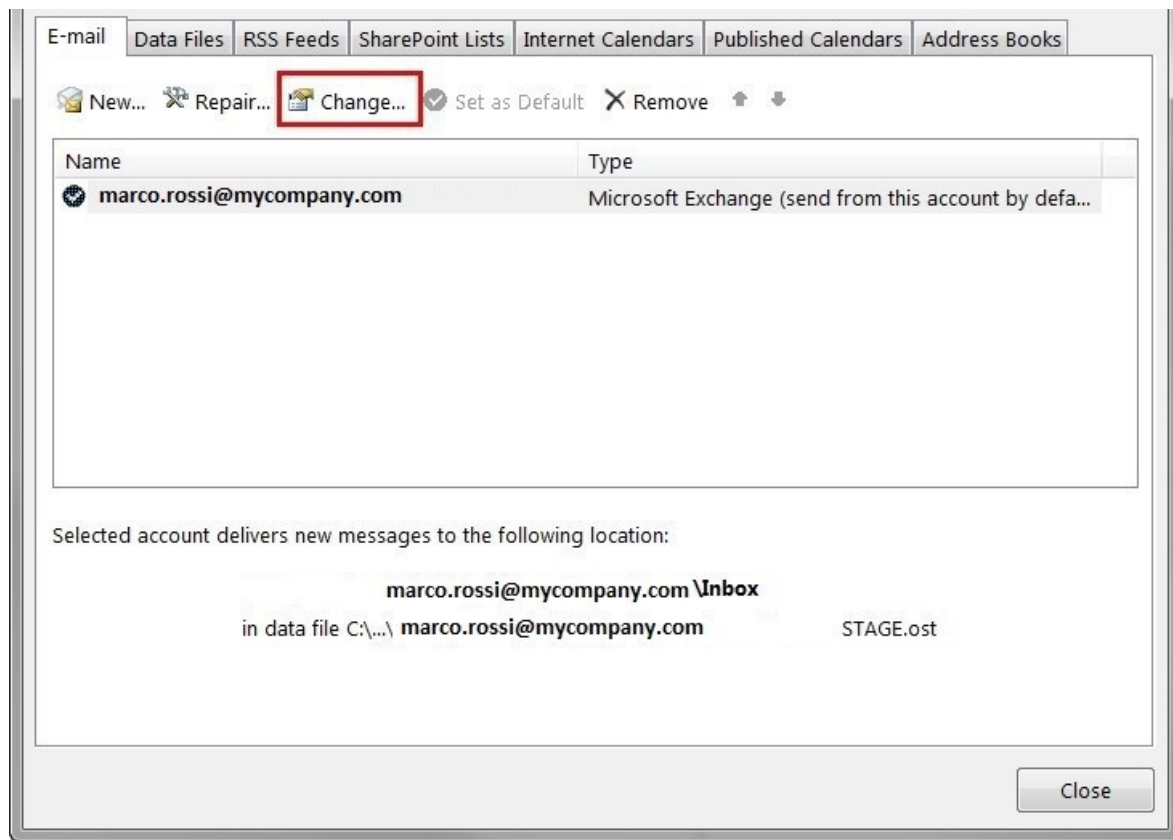 E-mail Data Files RSS Feeds SharePoint Lists Internet Calendars Published Calendars Address Books
New... Repair... Change... Set as Default Remove
Name Type
marco.rossi@mycompany.com Microsoft Exchange (send from this account by defa...
Selected account delivers new messages to the following location:
marco.rossi@mycompany.com \Inbox
in data file C:\...\ marco.rossi@mycompany.com STAGE.ost
Close